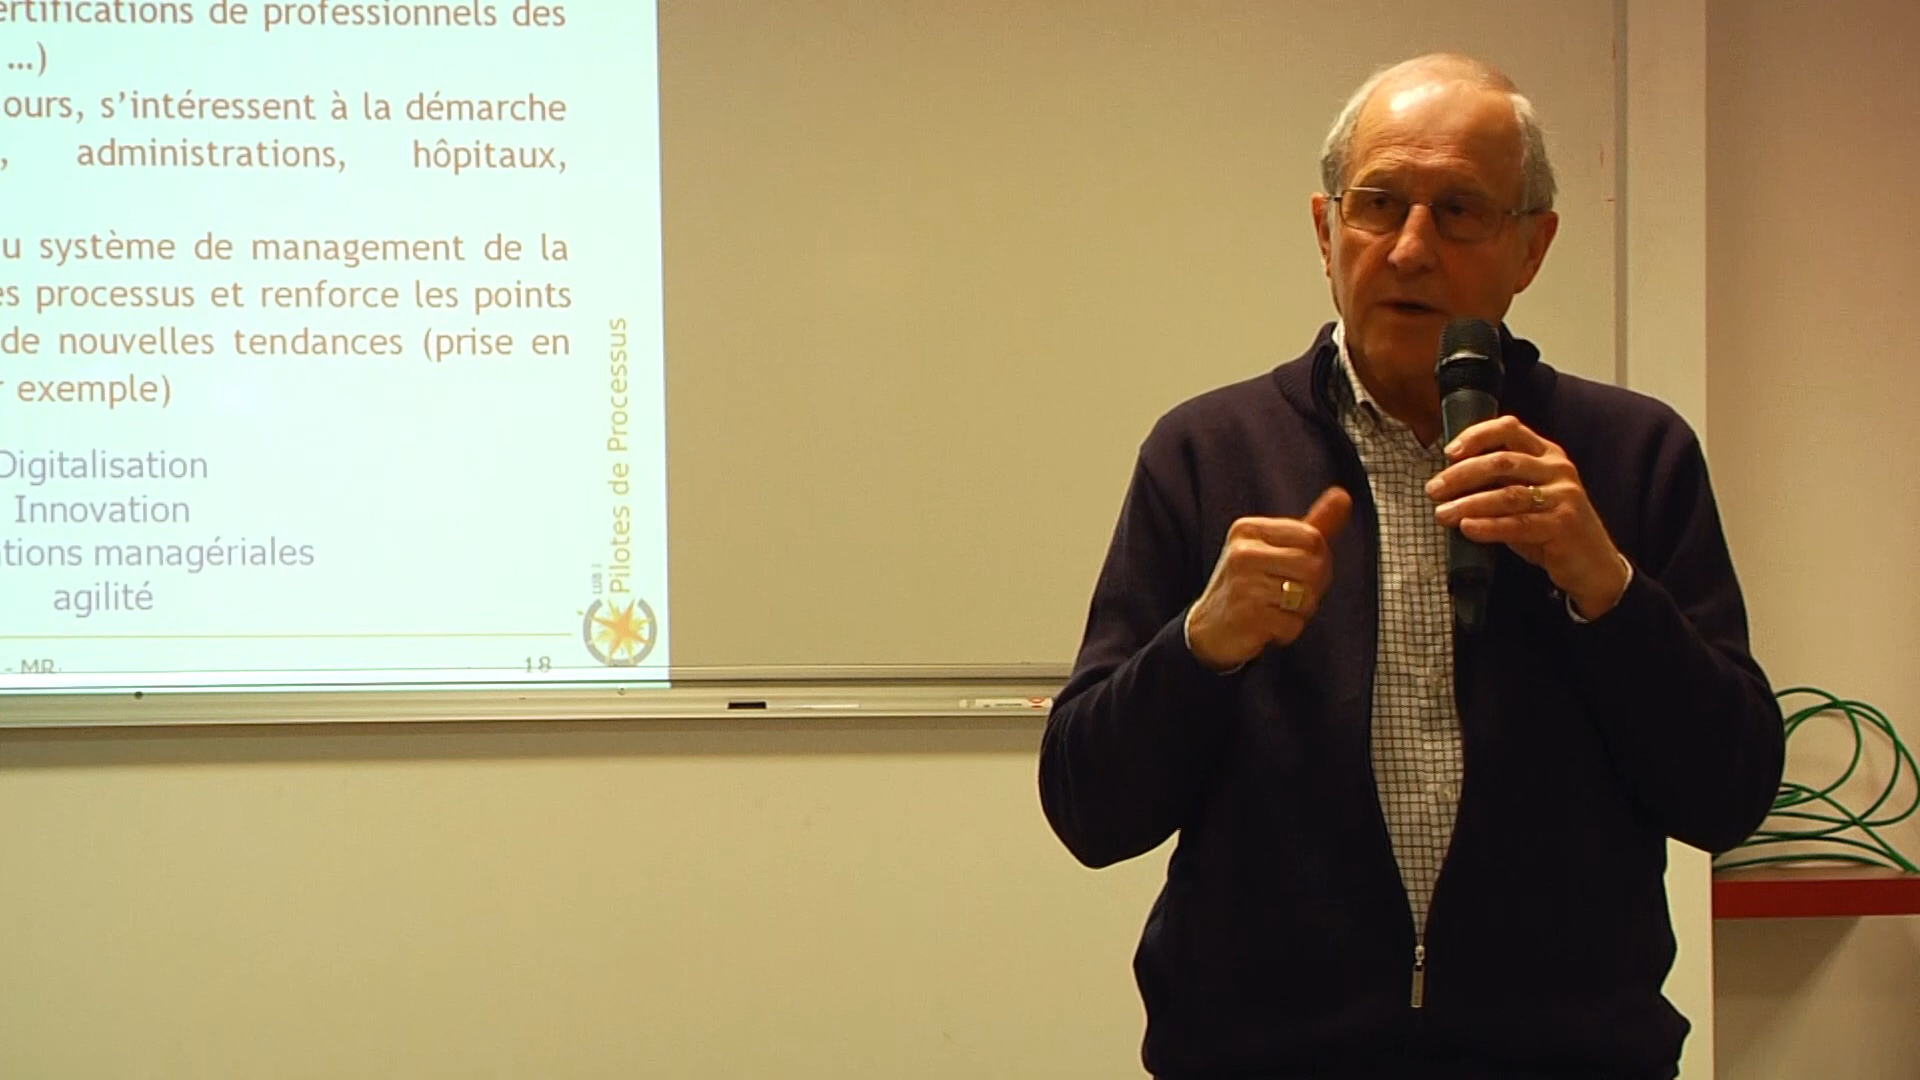 ertifications de professionnels des
...)
ours, s'intéressent à la démarche
, administrations, hôpitaux,
u système de management de la
es processus et renforce les points
de nouvelles tendances (prise en
r exemple)
Digitalisation
Innovation
tions managériales
agilité
- MR
18
Pilotes de Processus